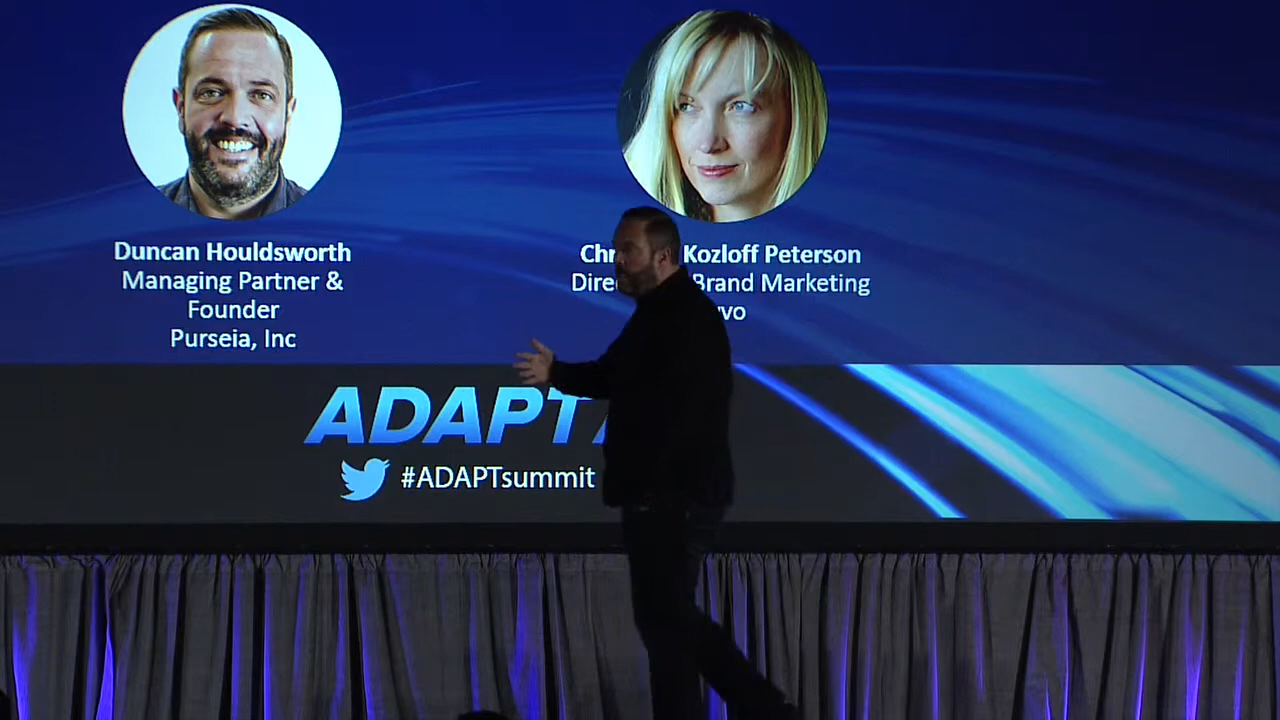 Duncan Houldsworth
Managing Partner &
Founder
Purseia, Inc
Kozloff Peterson
Brand Marketing
ADAPT
#ADAPTsummit